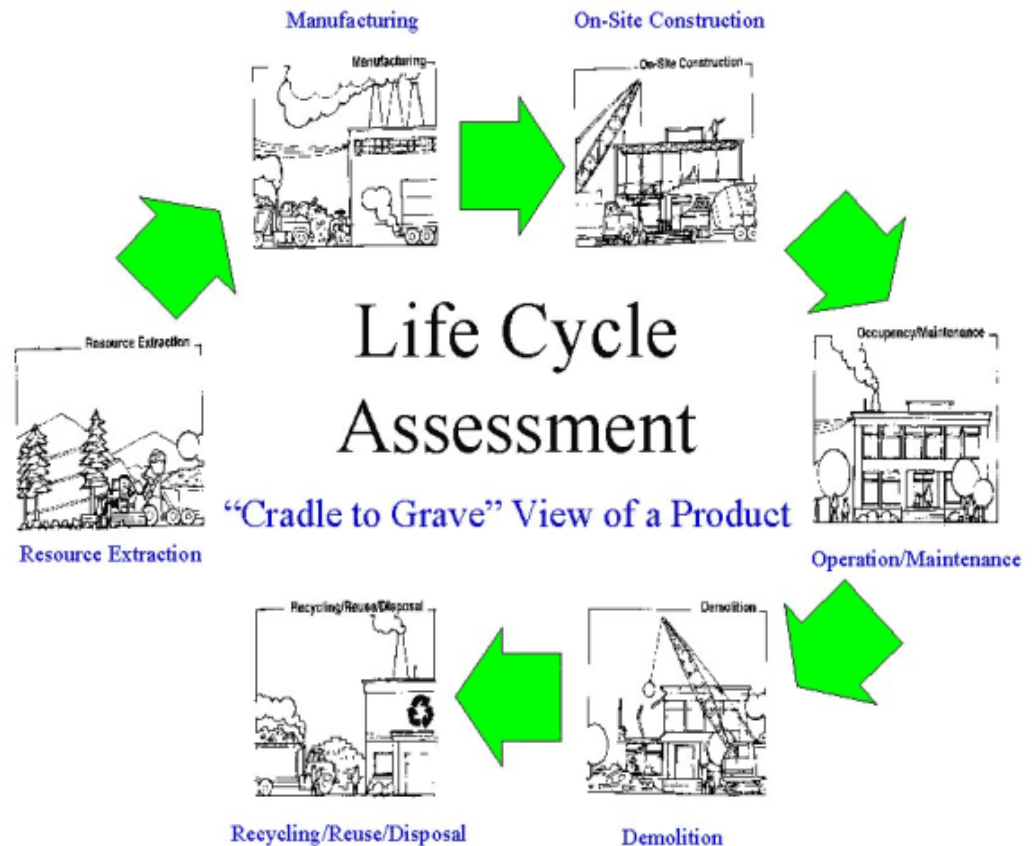 Manufacturing
On-Site Construction
Manufacturing
On-Site Construction
Life Cycle
Assessment
Resource Extraction
Occupancy/Maintenance
“Cradle to Grave” View of a Product
Resource Extraction
Operation/Maintenance
Recycling/Reuse/Disposal
Demolition
Recycling/Reuse/Disposal
Demolition